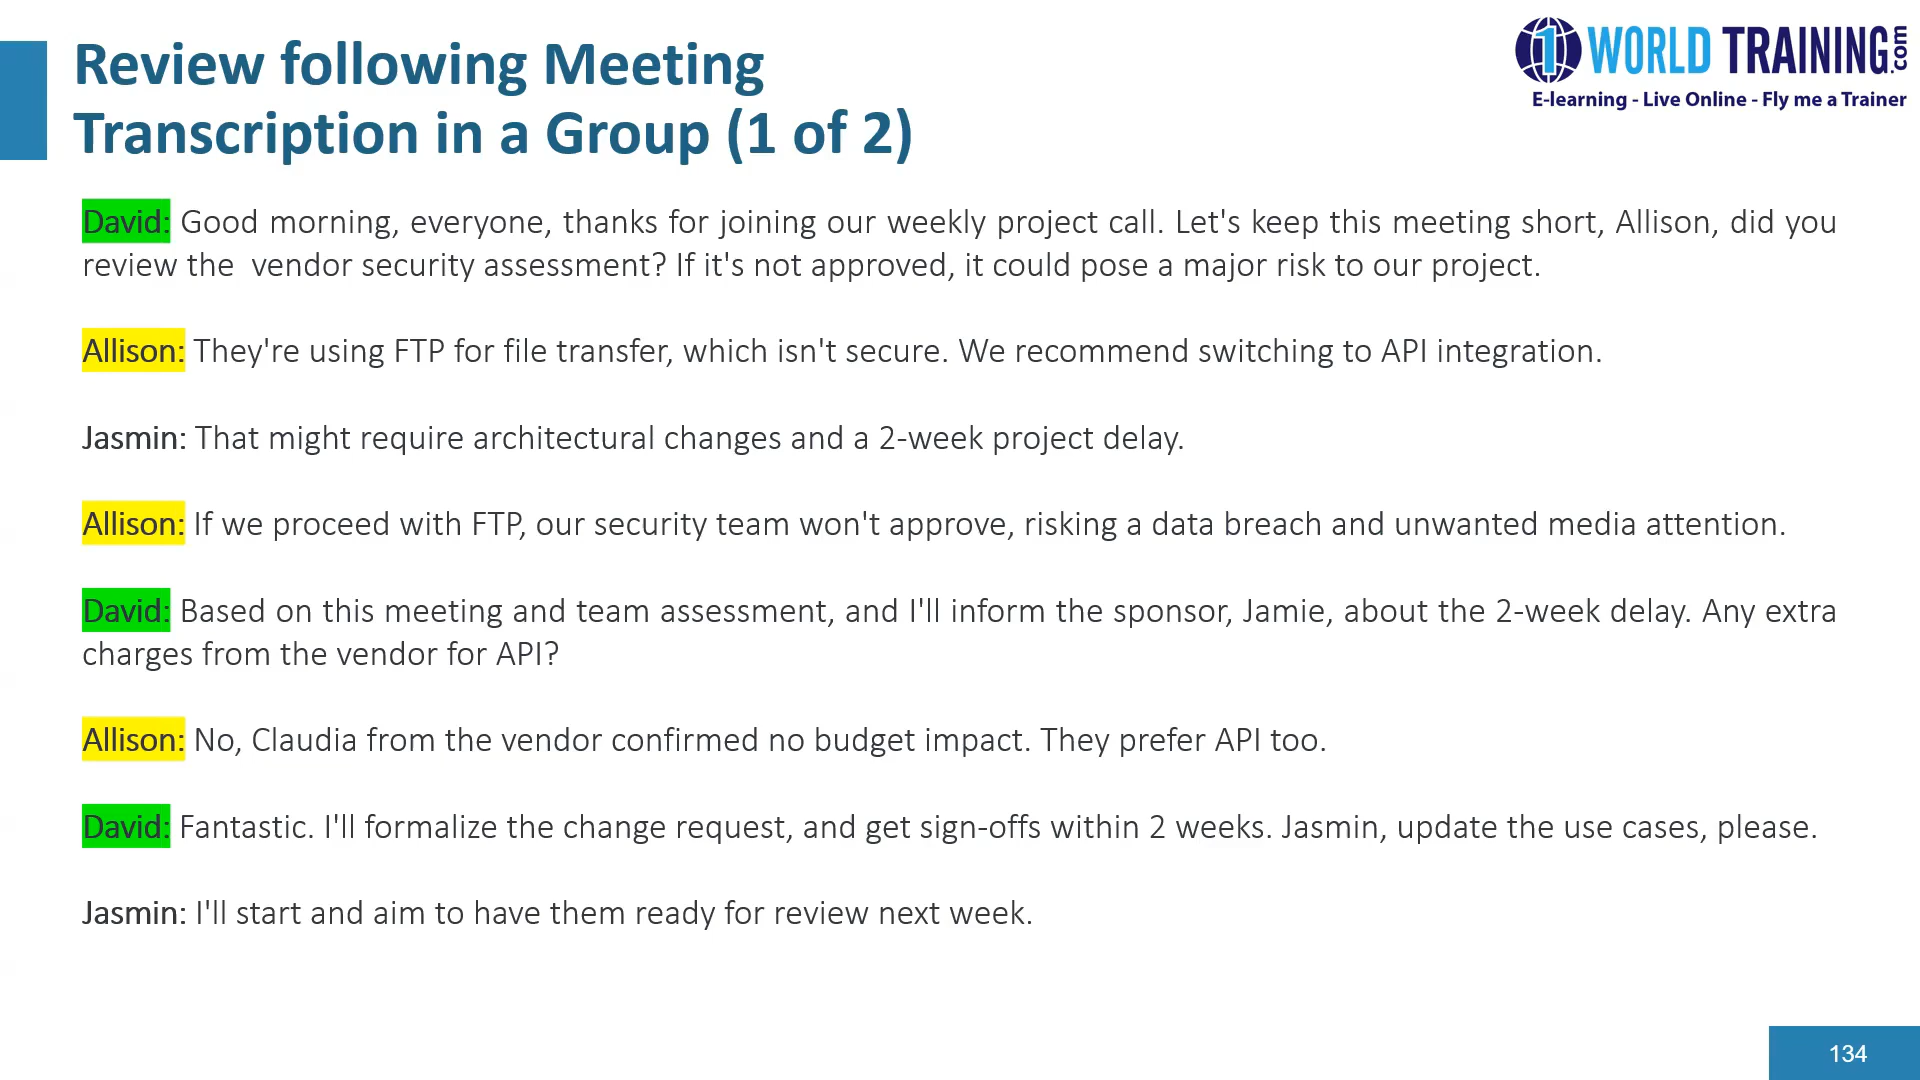 Review following Meeting
Transcription in a Group (1 of 2)
1 WORLD TRAINING.com
E-learning - Live Online - Fly me a Trainer
David: Good morning, everyone, thanks for joining our weekly project call. Let's keep this meeting short, Allison, did you
review the  vendor security assessment? If it's not approved, it could pose a major risk to our project.
Allison: They're using FTP for file transfer, which isn't secure. We recommend switching to API integration.
Jasmin: That might require architectural changes and a 2-week project delay.
Allison: If we proceed with FTP, our security team won't approve, risking a data breach and unwanted media attention.
David: Based on this meeting and team assessment, and I'll inform the sponsor, Jamie, about the 2-week delay. Any extra
charges from the vendor for API?
Allison: No, Claudia from the vendor confirmed no budget impact. They prefer API too.
David: Fantastic. I'll formalize the change request, and get sign-offs within 2 weeks. Jasmin, update the use cases, please.
Jasmin: I'll start and aim to have them ready for review next week.
134